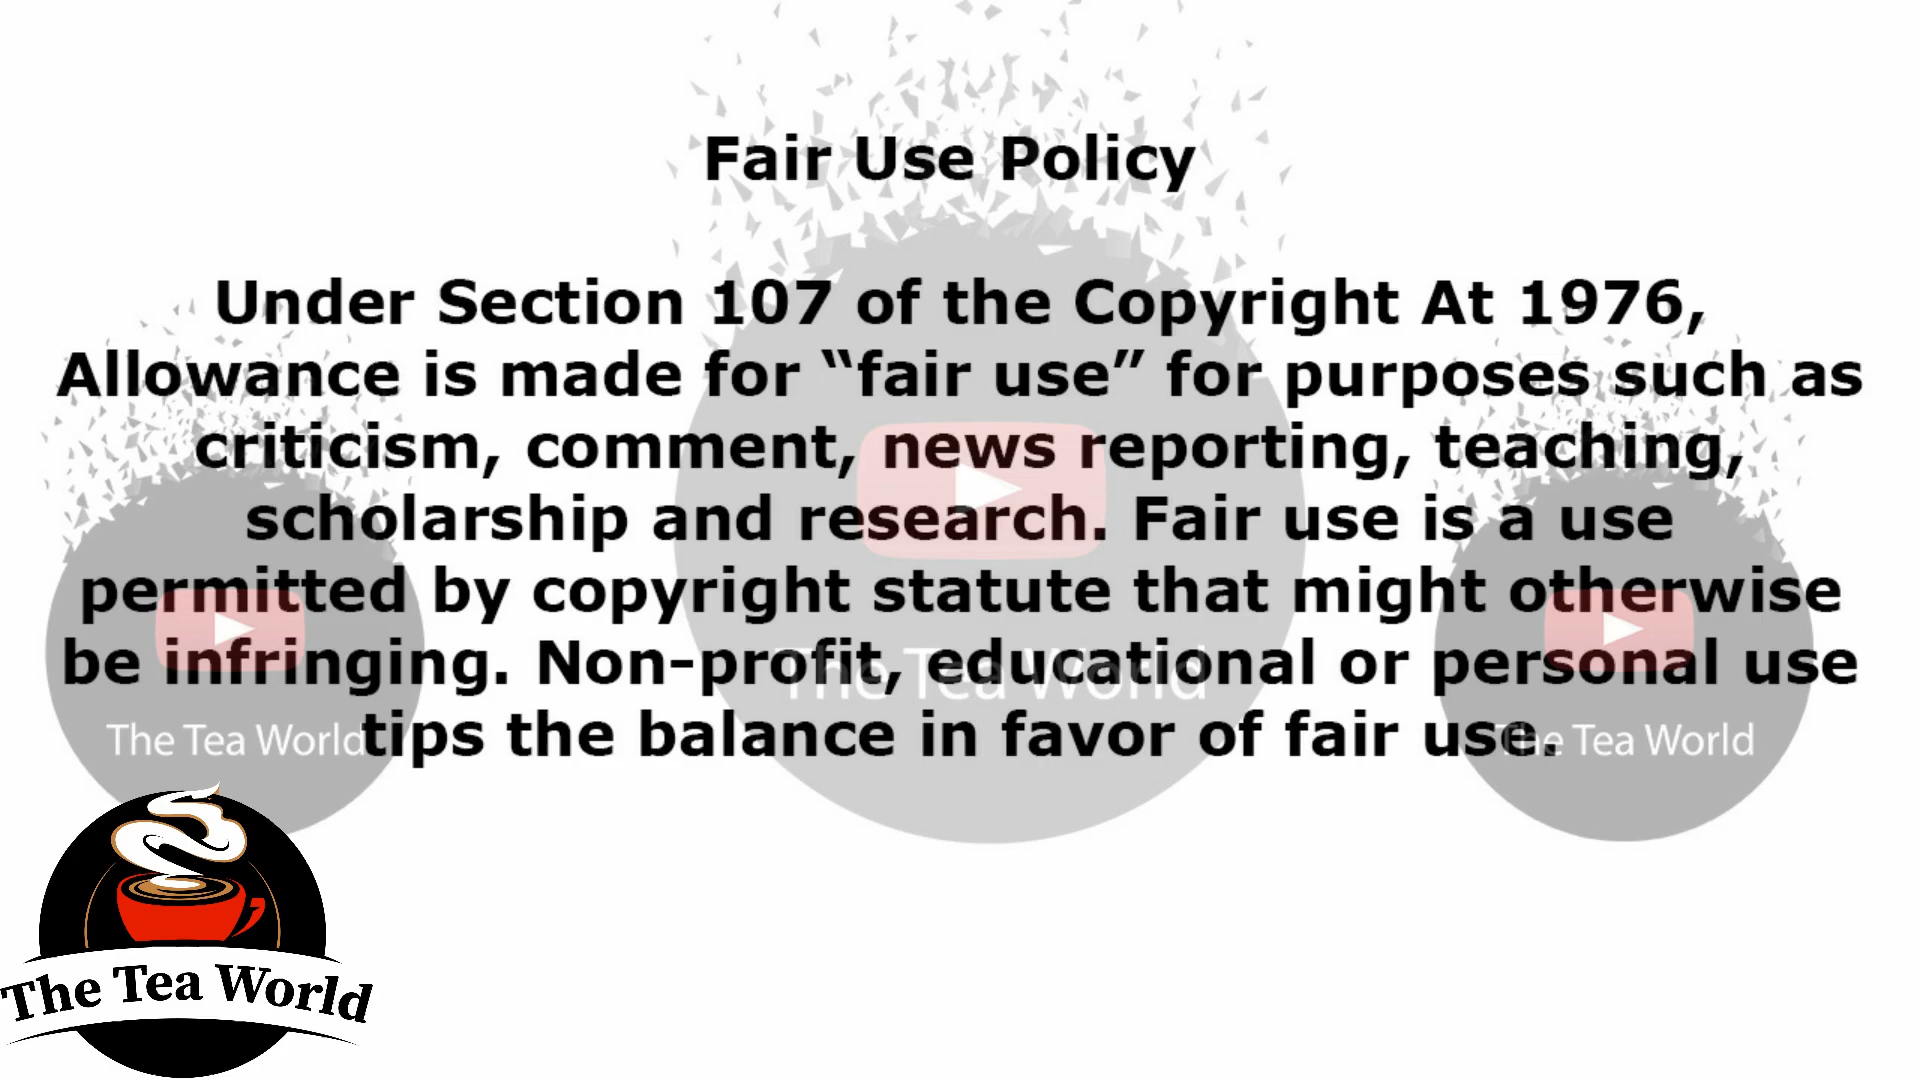 Fair Use Policy
Under Section 107 of the Copyright At 1976,
Allowance is made for “fair use” for purposes such as
criticism, comment, news reporting, teaching,
scholarship and research. Fair use is a use
permitted by copyright statute that might otherwise
be infringing. Non-profit, educational or personal use
tips the balance in favor of fair use.
The Tea World
The Tea World
The Tea World
The Tea World